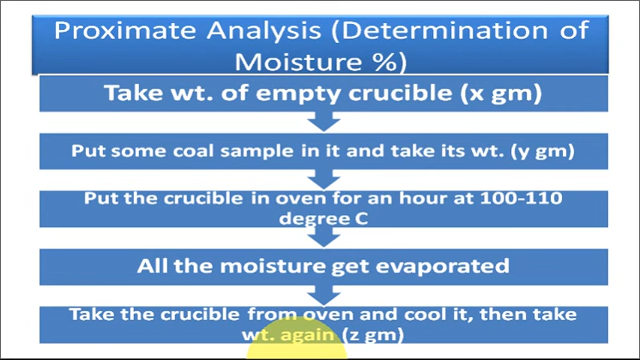 Proximate Analysis (Determination of
Moisture %)
Take wt. of empty crucible (x gm)
Put some coal sample in it and take its wt. (y gm)
Put the crucible in oven for an hour at 100-110
degree C
All the moisture get evaporated
Take the crucible from oven and cool it, then take
wt. again (z gm)